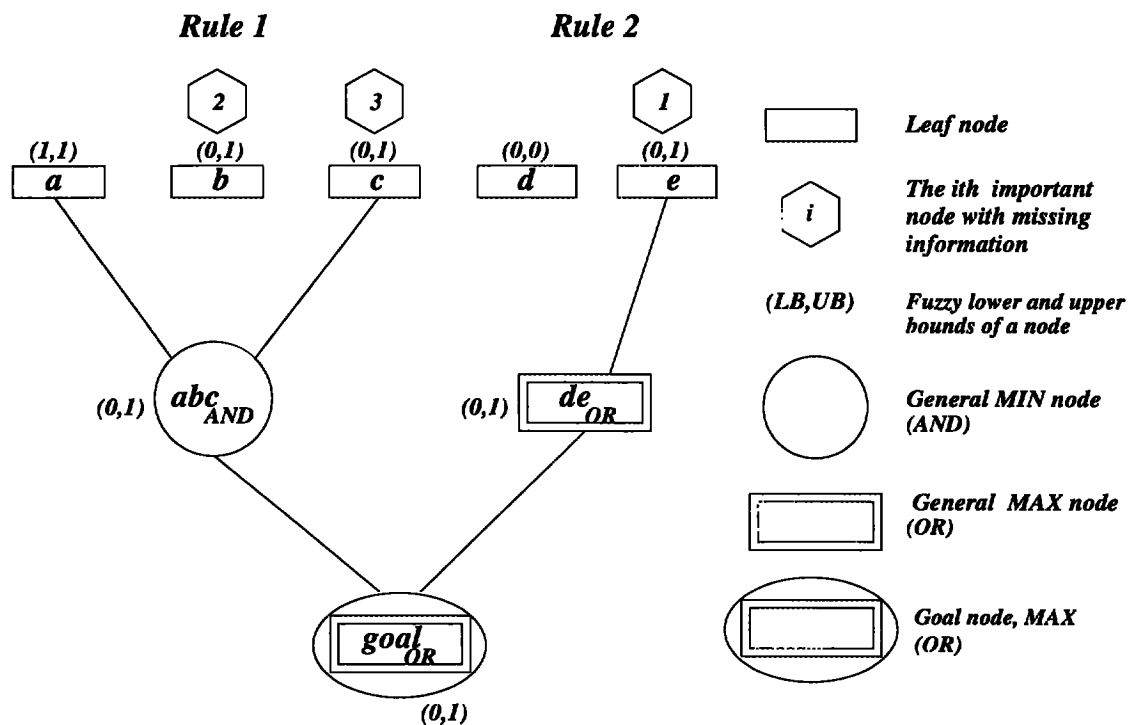 Rule 1
Rule 2
2
3
1
(1,1)
(0,1)
(0,1)
(0,0)
(0,1)
a
b
c
d
e
(0,1)
abc AND
(0,1)
de OR
goal OR
(0,1)
Leaf node
i
The ith important
node with missing
information
(LB,UB)
Fuzzy lower and upper
bounds of a node
General MIN node
(AND)
General MAX node
(OR)
Goal node, MAX
(OR)